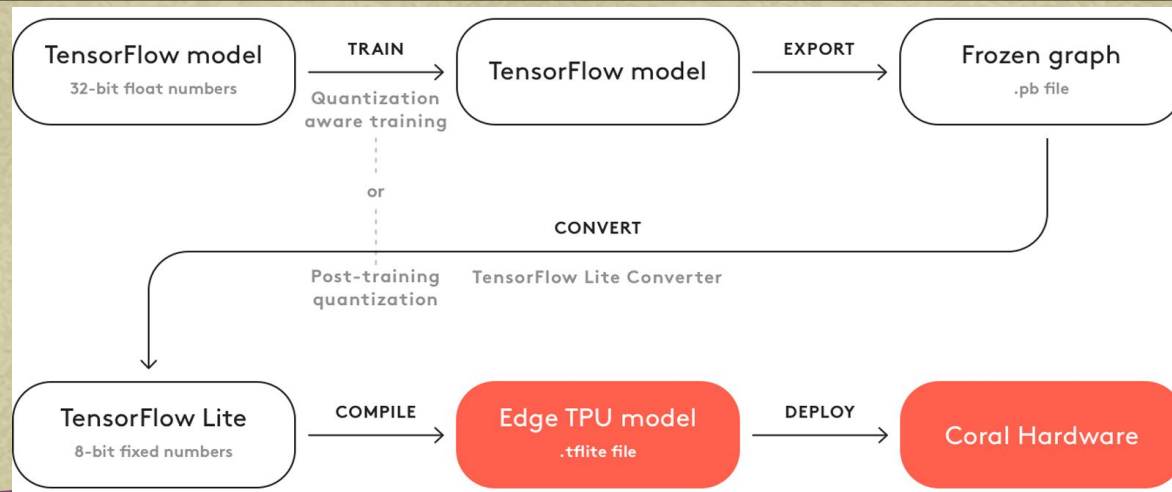 TensorFlow model
32-bit float numbers
TRAIN
Quantization
aware training
or
Post-training
quantization
TensorFlow model
EXPORT
Frozen graph
.pb file
CONVERT
TensorFlow Lite Converter
TensorFlow Lite
8-bit fixed numbers
COMPILE
Edge TPU model
.tflite file
DEPLOY
Coral Hardware